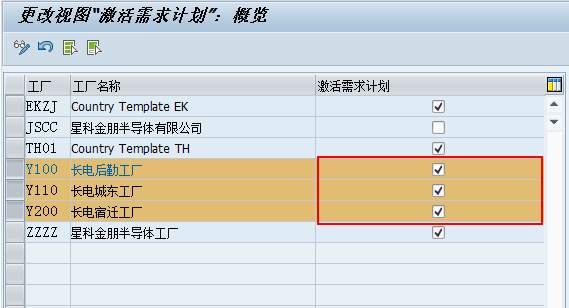 更改视图“激活需求计划”: 概览
工厂 工厂名称 激活需求计划
EKZJ Country Template EK
JSCC 星科金朋半导体有限公司
TH01 Country Template TH
Y100 长电后勤工厂
Y110 长电城东工厂
Y200 长电宿迁工厂
ZZZZ 星科金朋半导体工厂